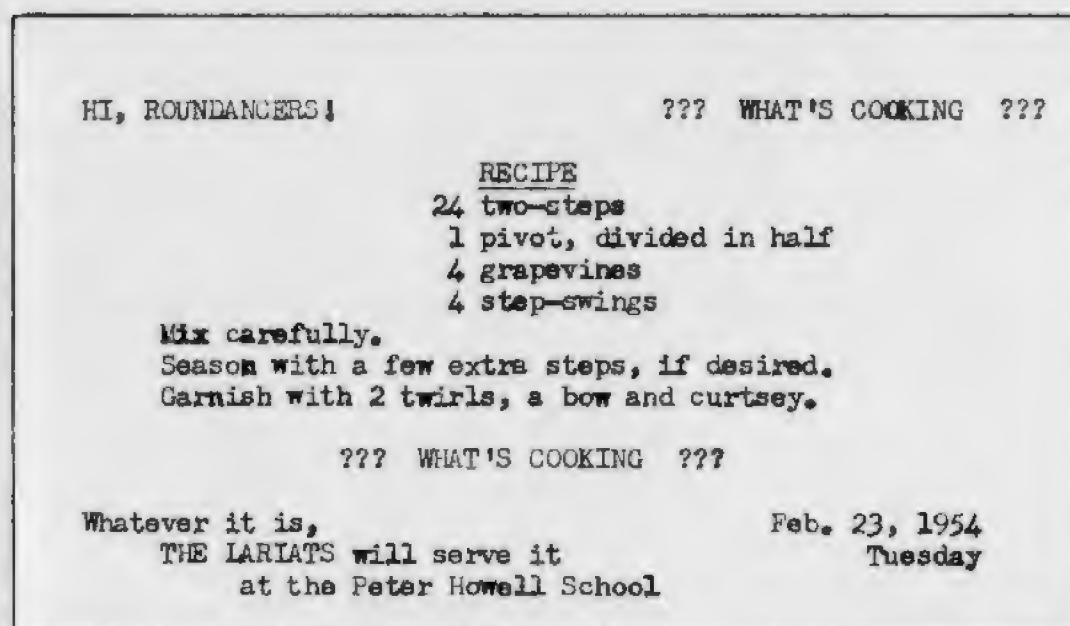 HI, ROUNDANCERS! ??? WHAT'S COOKING ???
RECIPE
24 two-steps
1 pivot, divided in half
4 grapevines
4 step-swings
Mix carefully.
Season with a few extra steps, if desired.
Garnish with 2 twirls, a bow and curtsey.
??? WHAT'S COOKING ???
Whatever it is, Feb. 23, 1954
THE LARIATS will serve it Tuesday
at the Peter Howell School